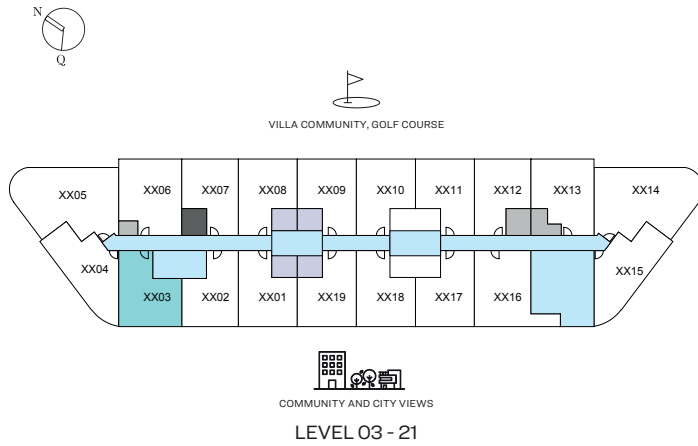 N
Q
VILLA COMMUNITY, GOLF COURSE
XX05
XX06
XX07
XX08
XX09
XX10
XX11
XX12
XX13
XX14
XX04
XX03
XX02
XX01
XX19
XX18
XX17
XX16
XX15
COMMUNITY AND CITY VIEWS
LEVEL 03 - 21